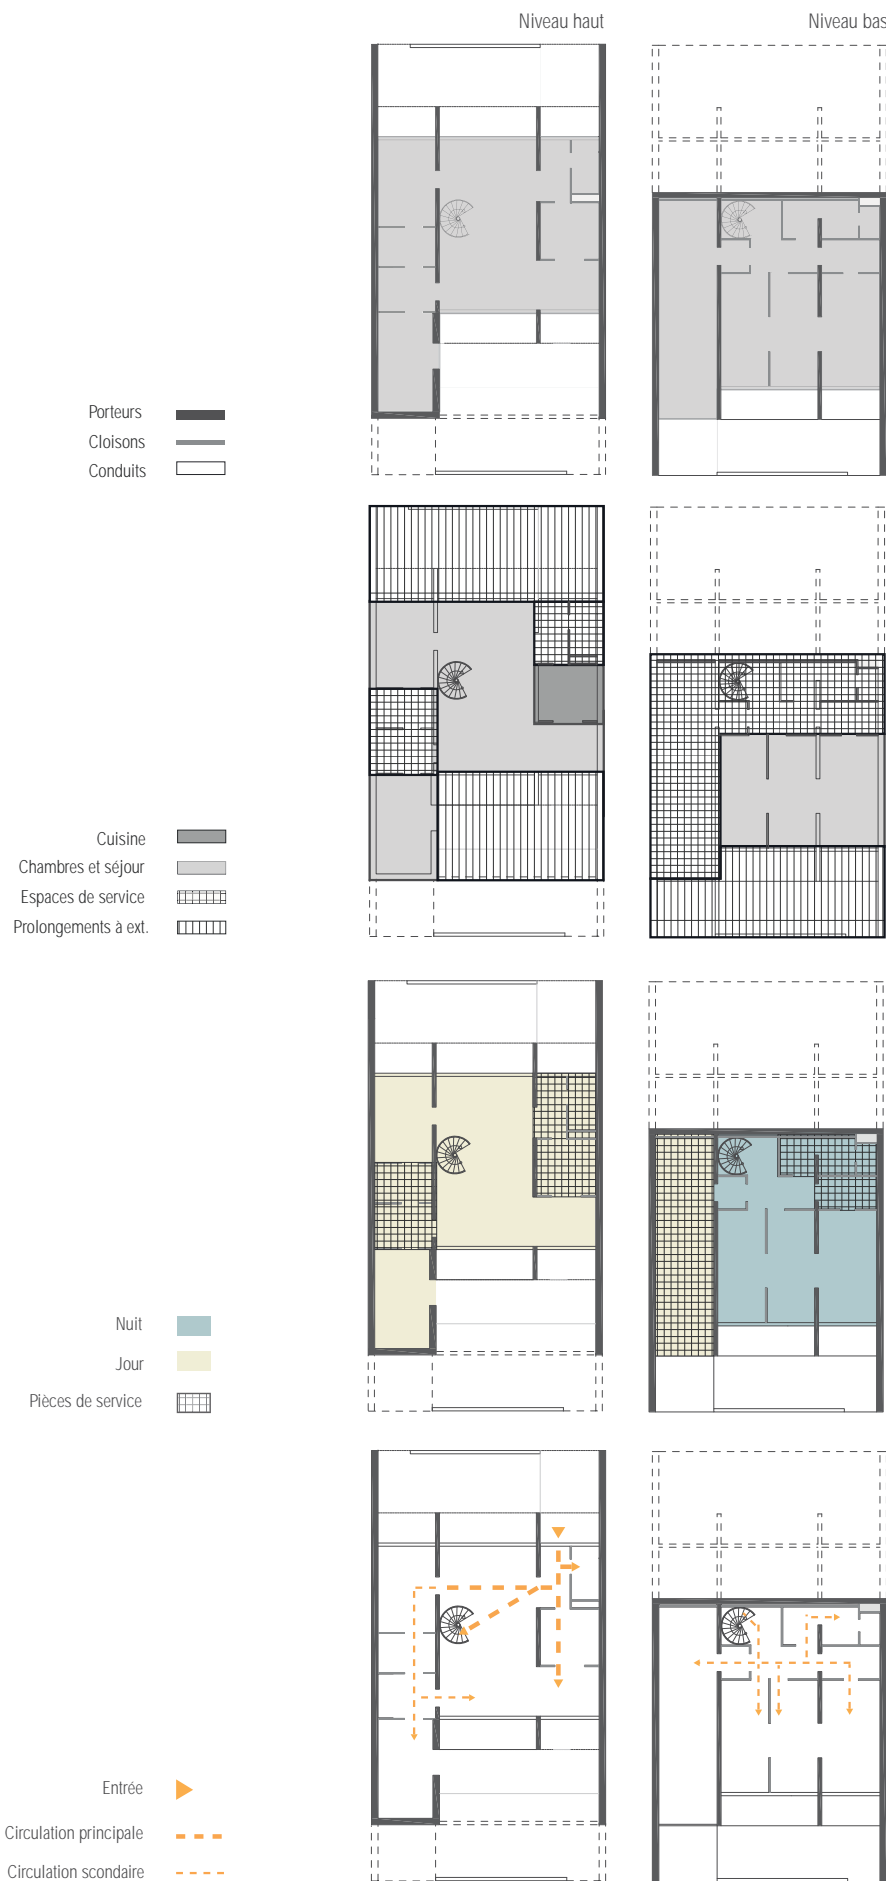 Niveau haut
Niveau bas
Porteurs
Cloisons
Conduits
Cuisine
Chambres et séjour
Espaces de service
Prolongements à ext.
Nuit
Jour
Pièces de service
Entrée
Circulation principale
Circulation scondaire